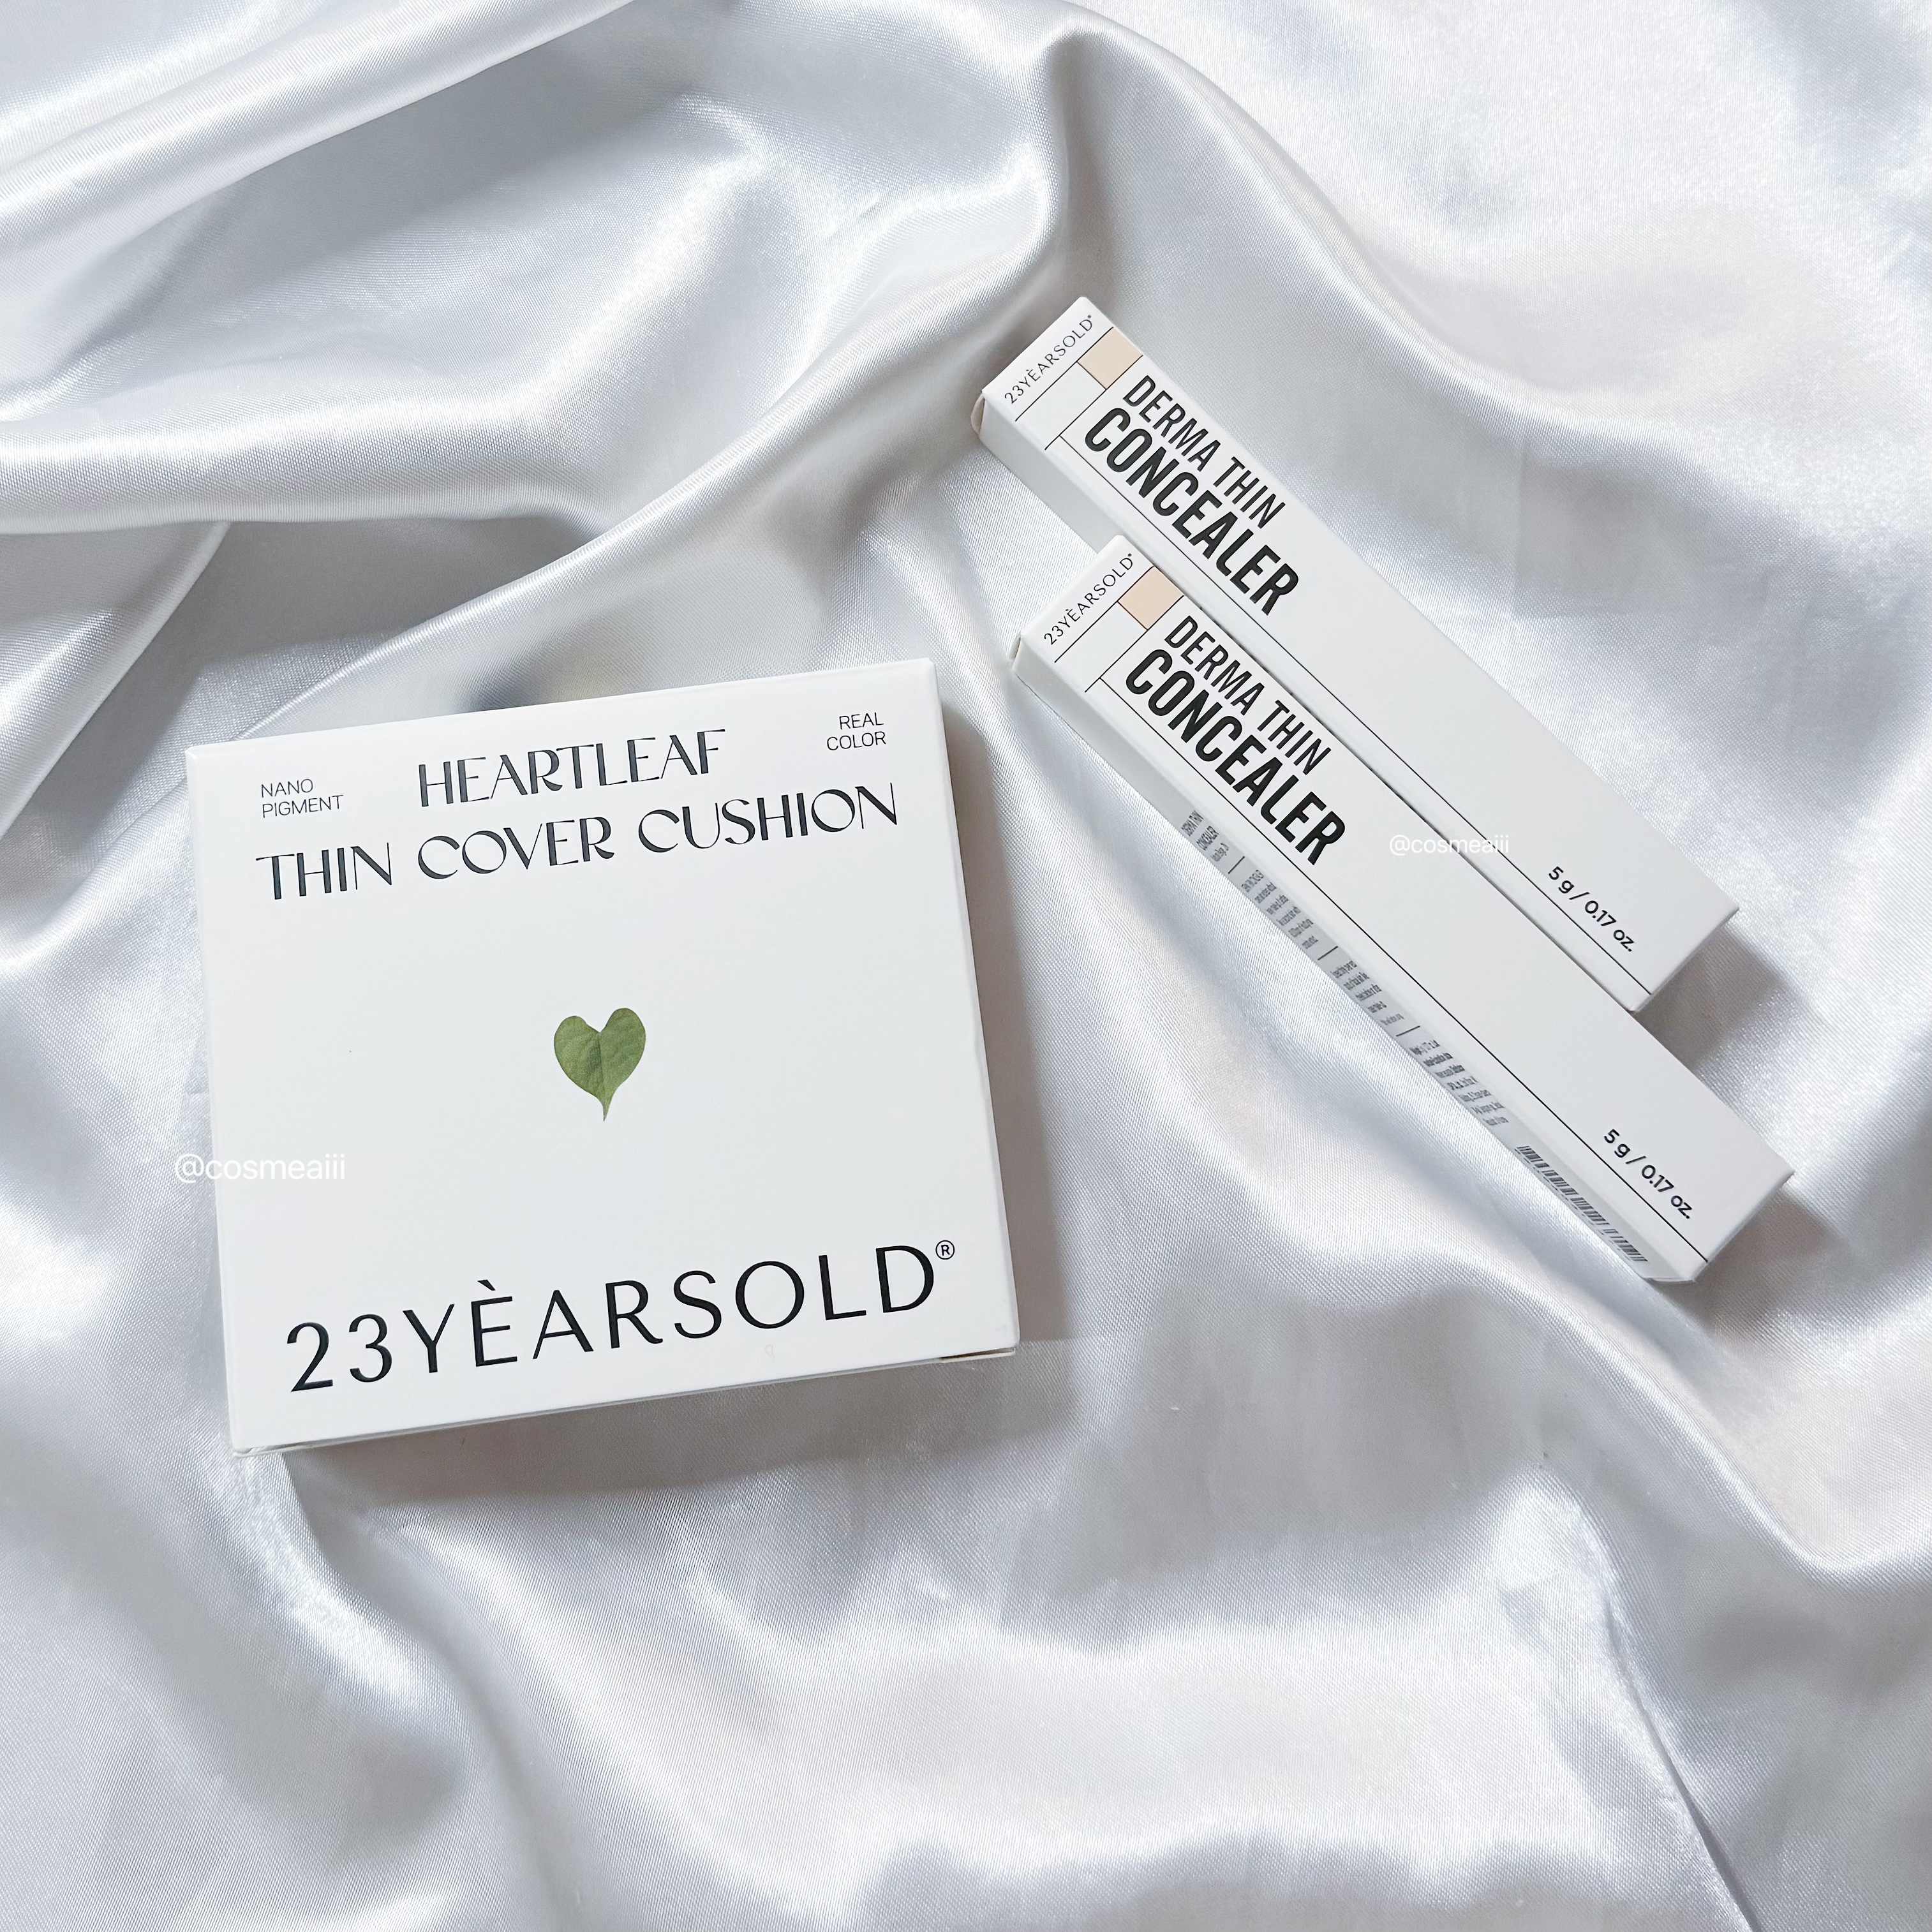 23YÈARSOLD®
DERMA THIN
CONCEALER
5 g / 0.17 oz.
23YÈARSOLD®
DERMA THIN
CONCEALER
5 g / 0.17 oz.
@cosmeaiii
NANO
PIGMENT
HEARTLEAF
THIN COVER CUSHION
REAL
COLOR
23YÈARSOLD®
@cosmeaiii